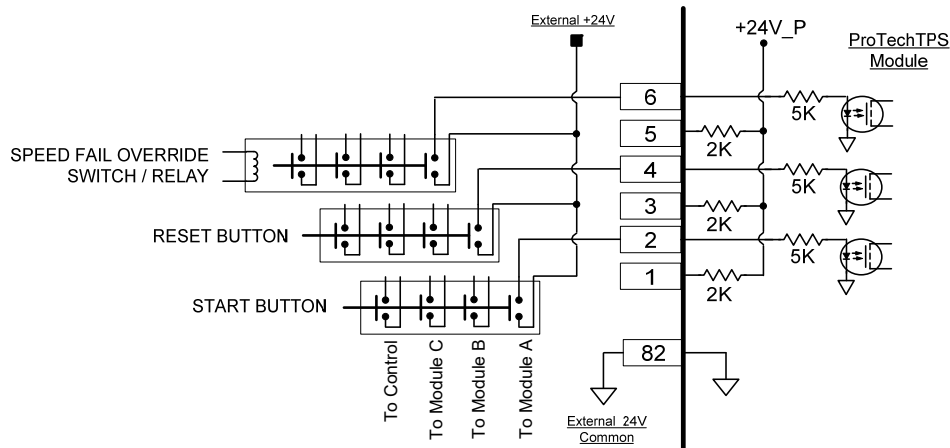 External +24V
+24V_P
ProTechTPS
Module
6
5K
5
2K
SPEED FAIL OVERRIDE
SWITCH / RELAY
4
5K
3
2K
RESET BUTTON
2
5K
1
2K
START BUTTON
To Control
To Module C
To Module B
To Module A
82
External 24V
Common